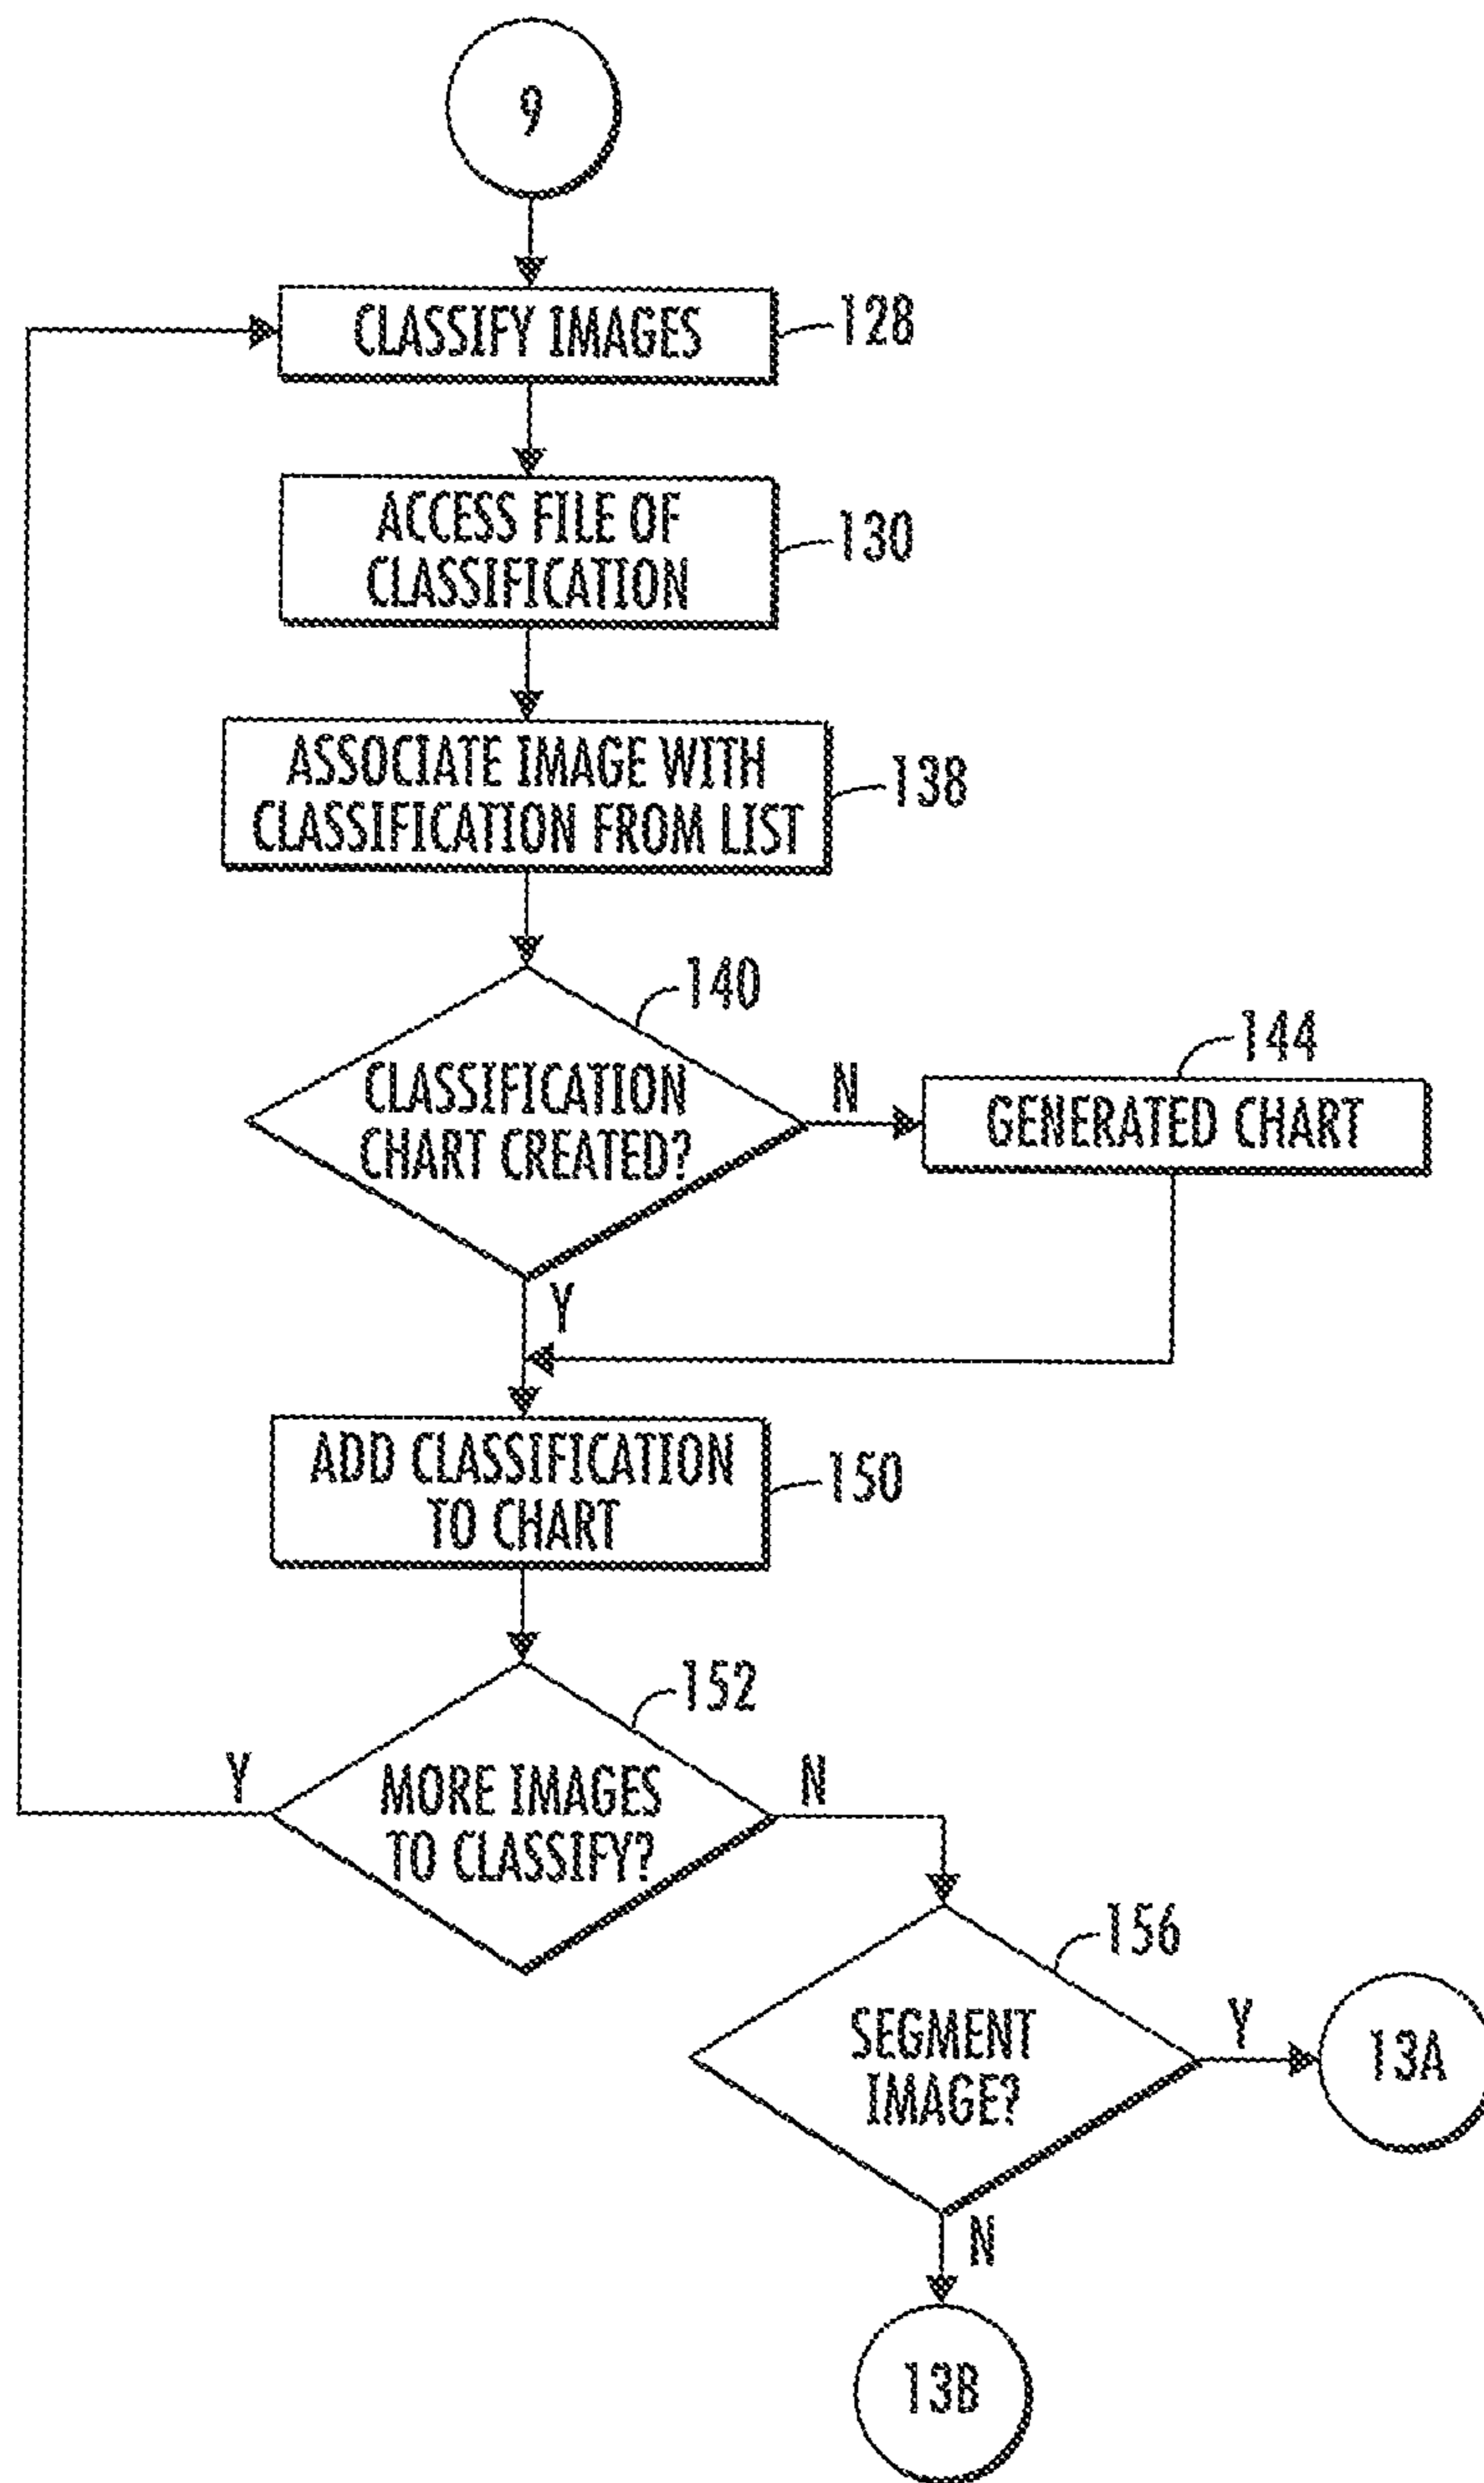 9
CLASSIFY IMAGES
128
ACCESS FILE OF
CLASSIFICATION
130
ASSOCIATE IMAGE WITH
CLASSIFICATION FROM LIST
138
140
CLASSIFICATION
CHART CREATED?
N
144
GENERATED CHART
Y
ADD CLASSIFICATION
TO CHART
150
152
Y
MORE IMAGES
TO CLASSIFY?
N
156
SEGMENT
IMAGE?
Y
13A
N
13B